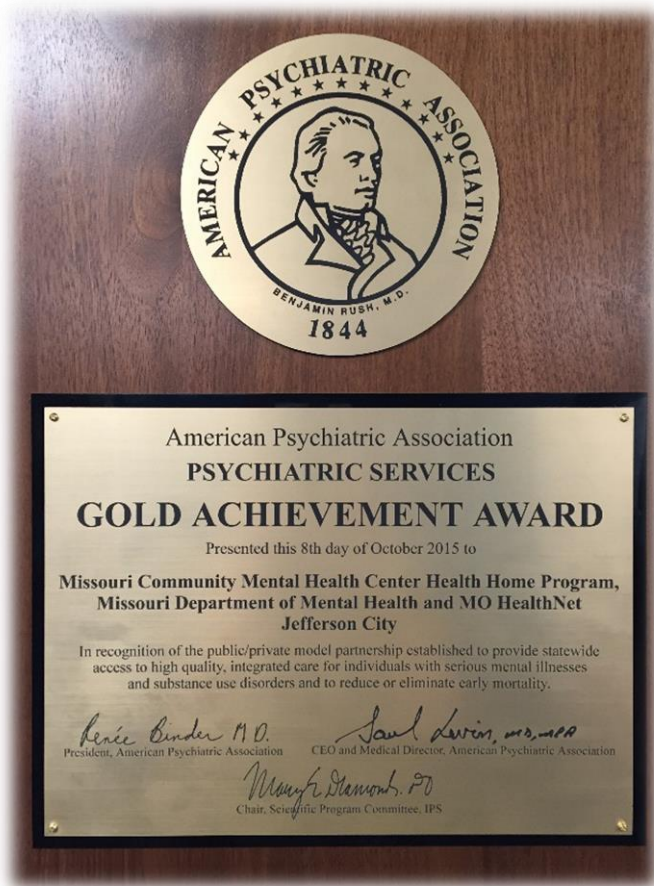 AMERICAN PSYCHIATRIC ASSOCIATION
BENJAMIN RUSH, M.D.
1844
American Psychiatric Association
PSYCHIATRIC SERVICES
GOLD ACHIEVEMENT AWARD
Presented this 8th day of October 2015 to
Missouri Community Mental Health Center Health Home Program,
Missouri Department of Mental Health and MO HealthNet
Jefferson City
In recognition of the public/private model partnership established to provide statewide
access to high quality, integrated care for individuals with serious mental illnesses
and substance use disorders and to reduce or eliminate early mortality.
Renée Binder M.D.
Saul Levin, MD, MPA
President, American Psychiatric Association
CEO and Medical Director, American Psychiatric Association
Diamond, DO
Chair, Scientific Program Committee, IPS